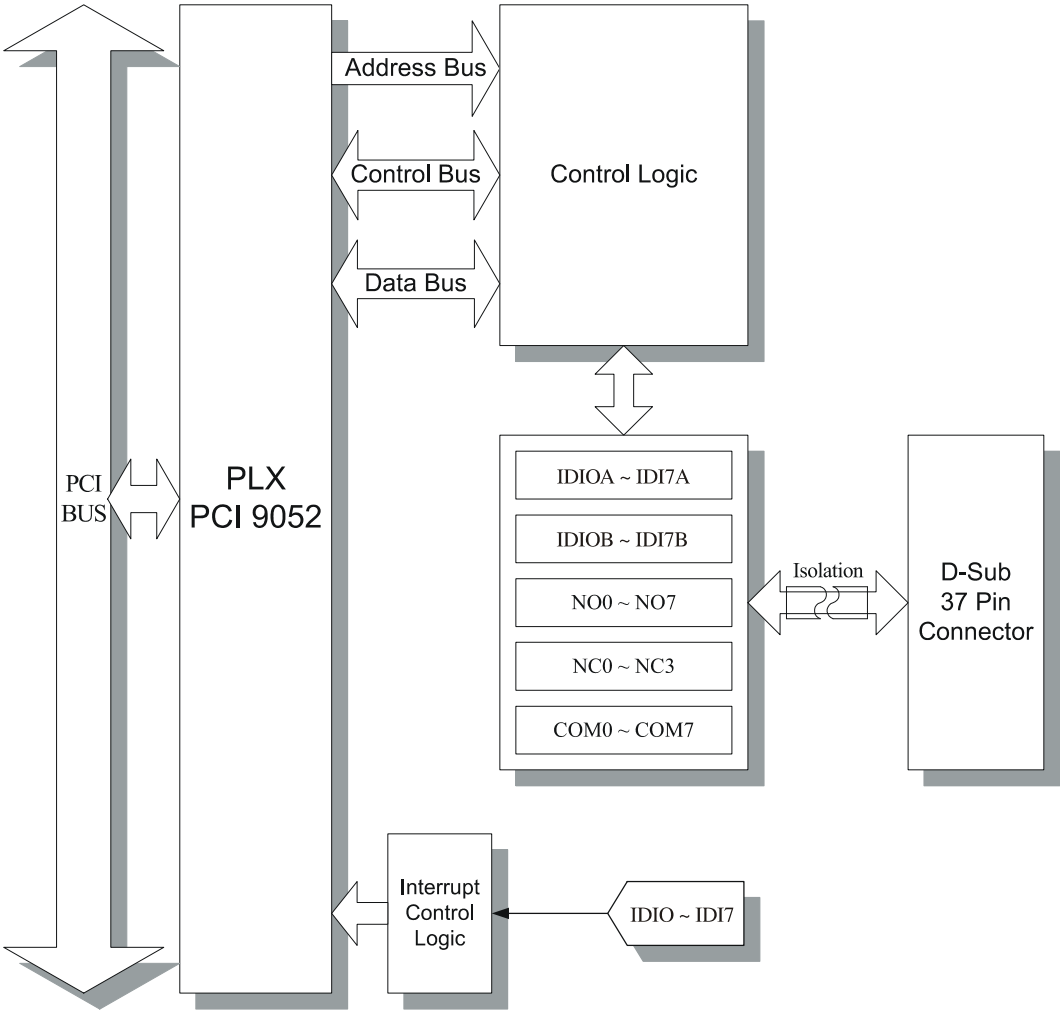 Address Bus
Control Bus
Data Bus
Control Logic
PCI
BUS
PLX
PCI 9052
IDIOA ~ IDI7A
IDIOB ~ IDI7B
NO0 ~ NO7
NC0 ~ NC3
COM0 ~ COM7
Isolation
D-Sub
37 Pin
Connector
Interrupt
Control
Logic
IDIO ~ IDI7